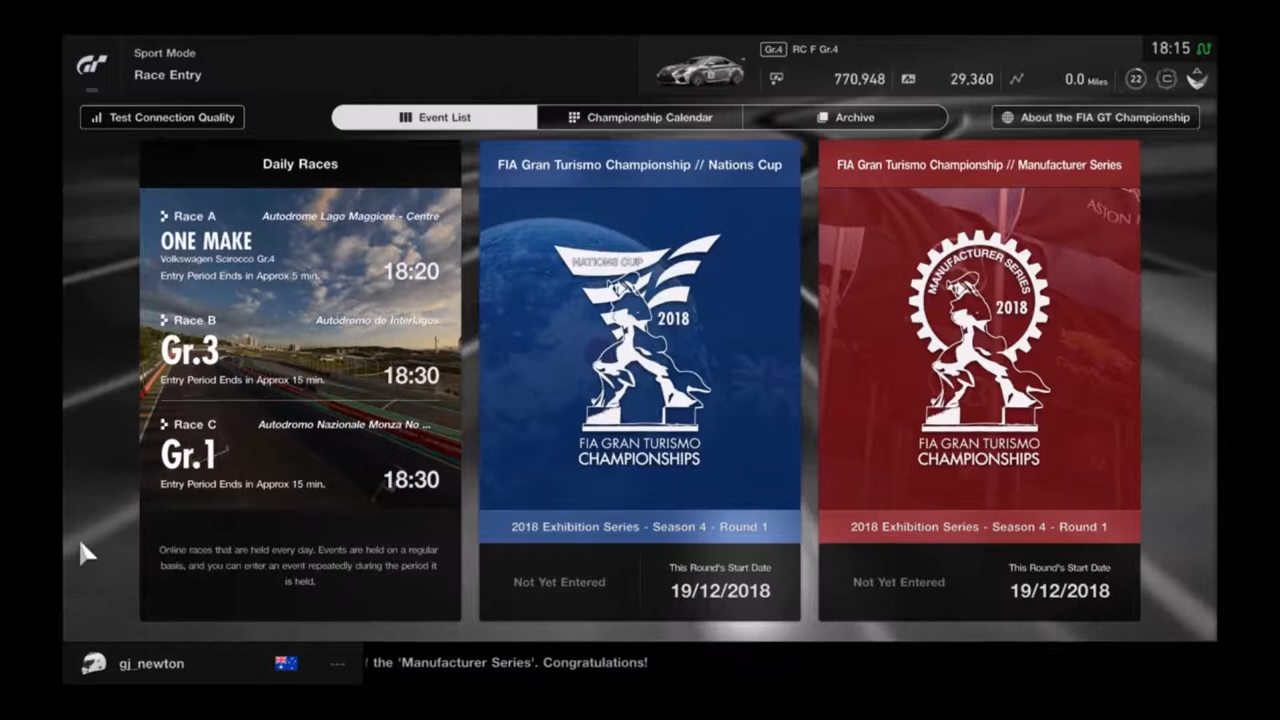 Sport Mode
Race Entry
Gr.4 RC F Gr.4
770,948
29,360
0.0 Miles
22
C
18:15
Test Connection Quality
Event List
Championship Calendar
Archive
About the FIA GT Championship
Daily Races
Race A
Autodrome Lago Maggiore - Centre
ONE MAKE
Volkswagen Scirocco Gr.4
Entry Period Ends in Approx 5 min.
18:20
Race B
Autódromo de Interlagos
Gr.3
Entry Period Ends in Approx 15 min.
18:30
Race C
Autodromo Nazionale Monza No ...
Gr.1
Entry Period Ends in Approx 15 min.
18:30
Online races that are held every day. Events are held on a regular
basis, and you can enter an event repeatedly during the period it
is held.
FIA Gran Turismo Championship // Nations Cup
NATIONS CUP
2018
FIA GRAN TURISMO
CHAMPIONSHIPS
2018 Exhibition Series - Season 4 - Round 1
Not Yet Entered
This Round's Start Date
19/12/2018
FIA Gran Turismo Championship // Manufacturer Series
ASTON
MANUFACTURER SERIES
2018
FIA GRAN TURISMO
CHAMPIONSHIPS
2018 Exhibition Series - Season 4 - Round 1
Not Yet Entered
This Round's Start Date
19/12/2018
gj_newton
---
the 'Manufacturer Series'. Congratulations!